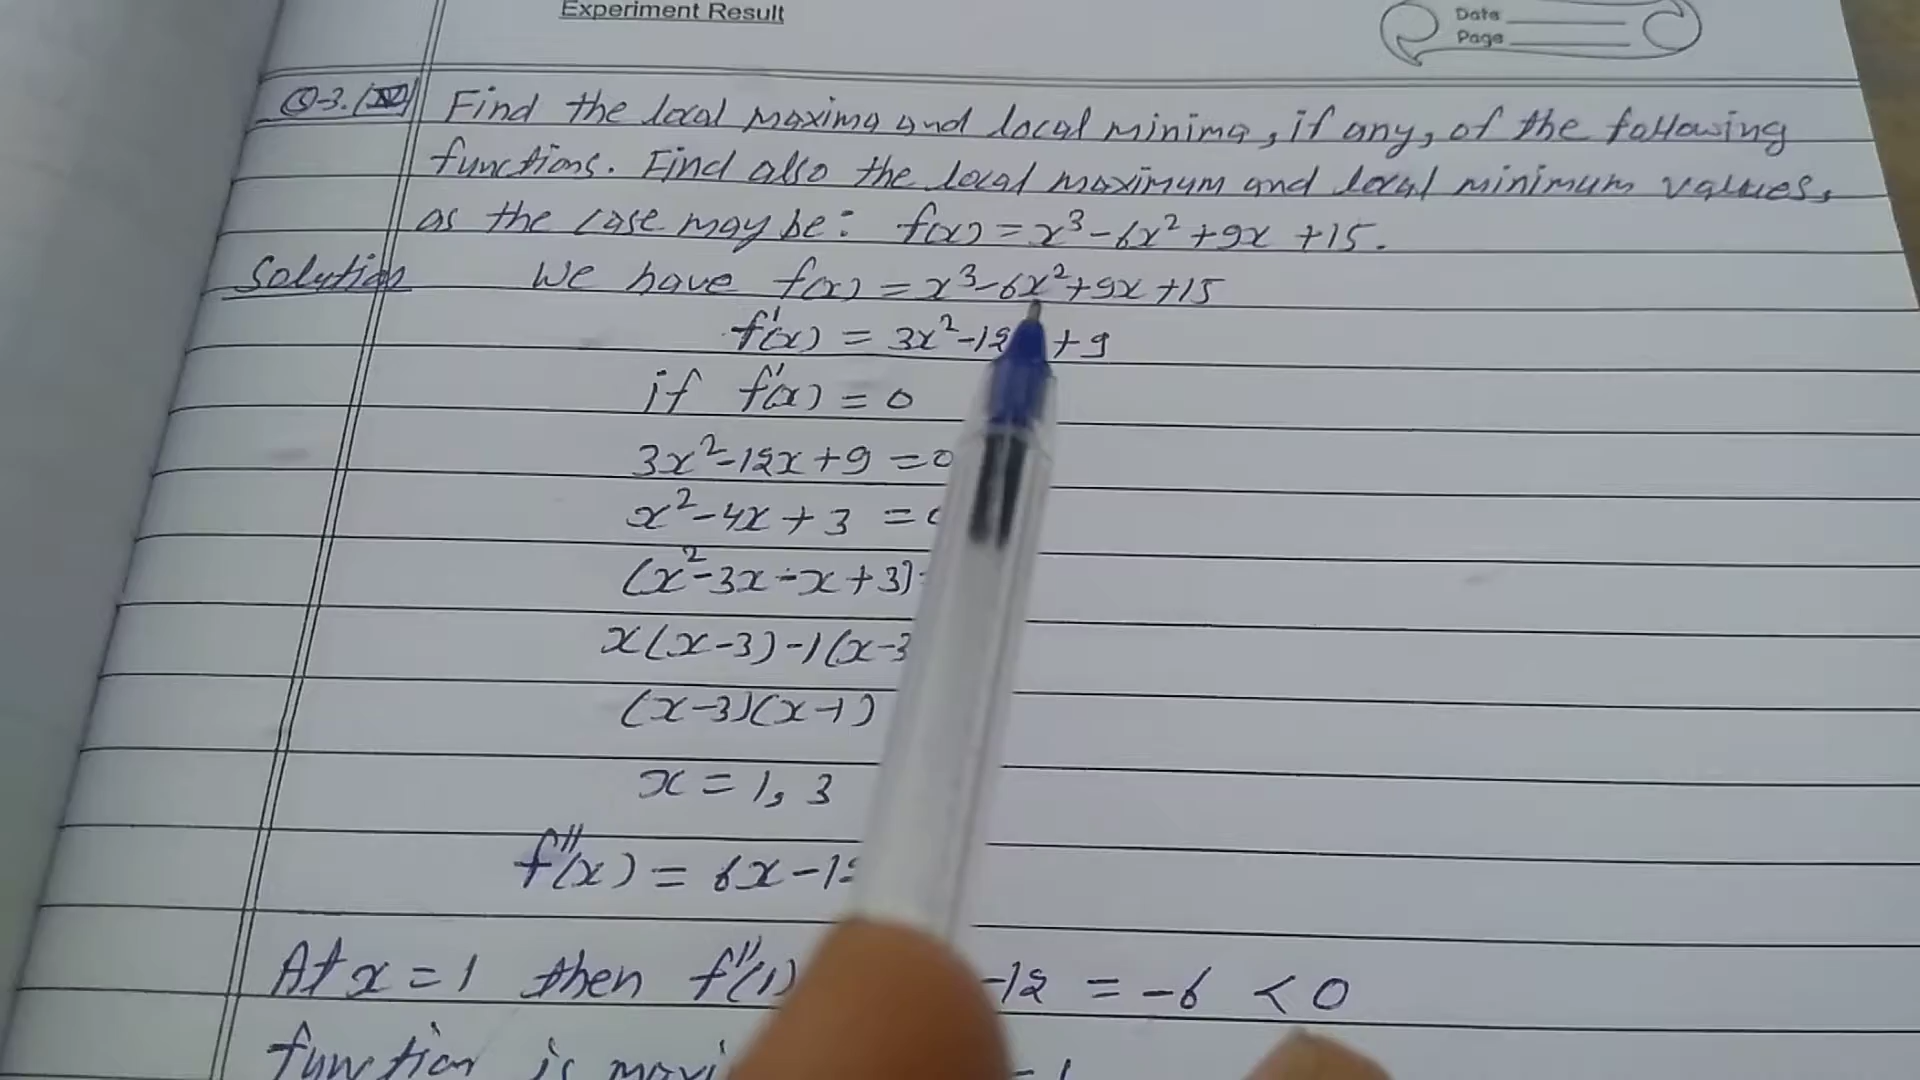 Experiment Result
Date
Page
Q-3. (IV) Find the local maxima and local minima, if any, of the following
functions. Find also the local maximum and local minimum values,
as the case may be: f(x) = x³-6x²+9x+15.
Solution We have f(x) = x³-6x²+9x+15
f'(x) = 3x²-12 +9
if f'(x) = 0
3x²-12x+9 = 0
x²-4x+3 =
(x²-3x-x+3)
x(x-3)-1(x-3
(x-3)(x-1)
x = 1, 3
f''(x) = 6x-12
At x = 1 then f''(1) -12 = -6 < 0
function is